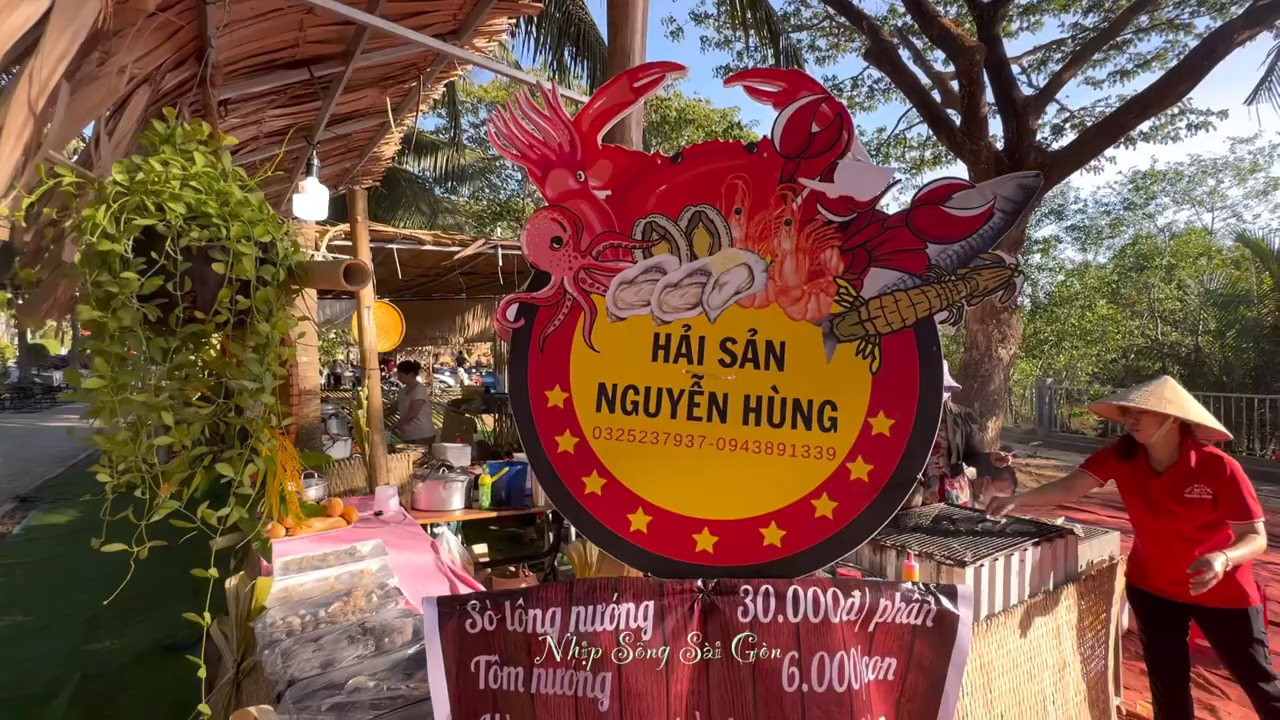 HẢI SẢN
NGUYỄN HÙNG
0325237937-0943891339
Sò lông nướng 30.000đ/ phần
Nhịp Sống Sài Gòn
Tôm nướng 6.000/con